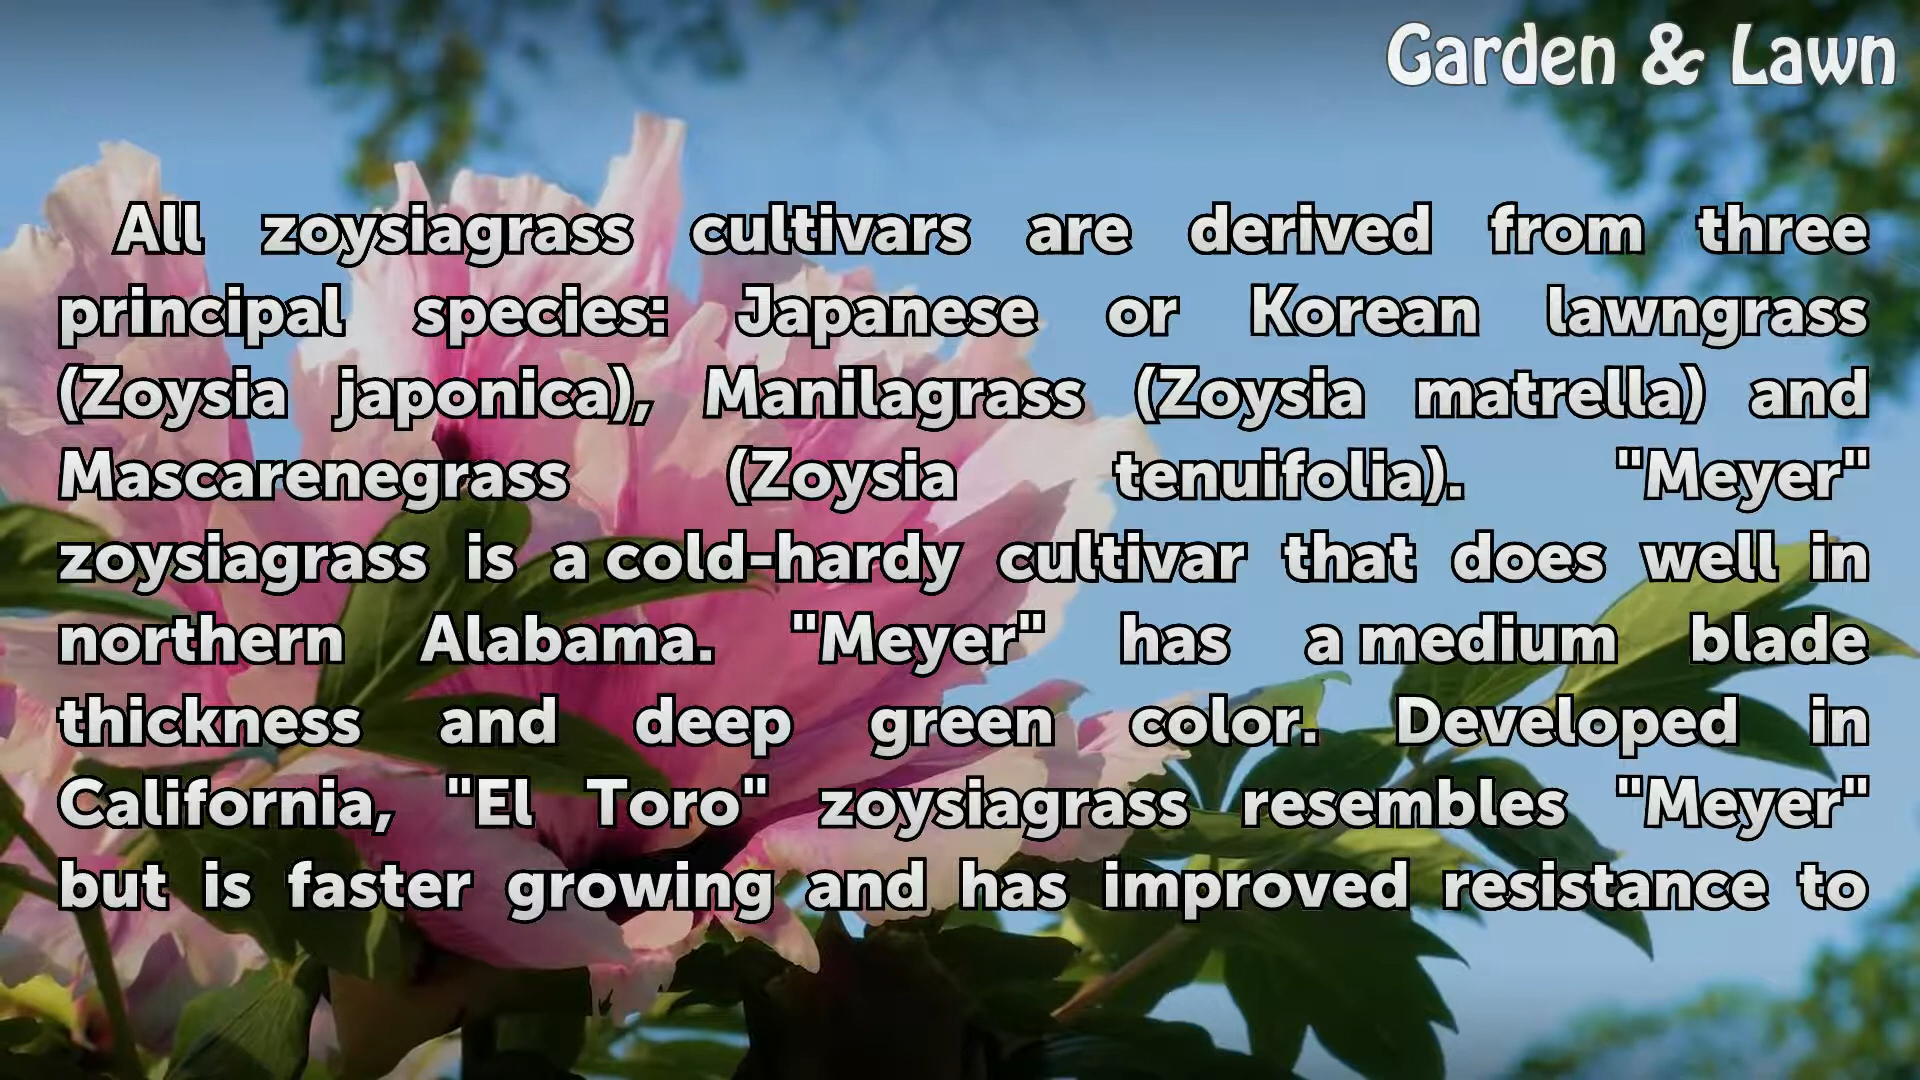 Garden & Lawn
All zoysiagrass cultivars are derived from three
principal species: Japanese or Korean lawngrass
(Zoysia japonica), Manilagrass (Zoysia matrella) and
Mascarenegrass (Zoysia tenuifolia). "Meyer"
zoysiagrass is a cold-hardy cultivar that does well in
northern Alabama. "Meyer" has a medium blade
thickness and deep green color. Developed in
California, "El Toro" zoysiagrass resembles "Meyer"
but is faster growing and has improved resistance to